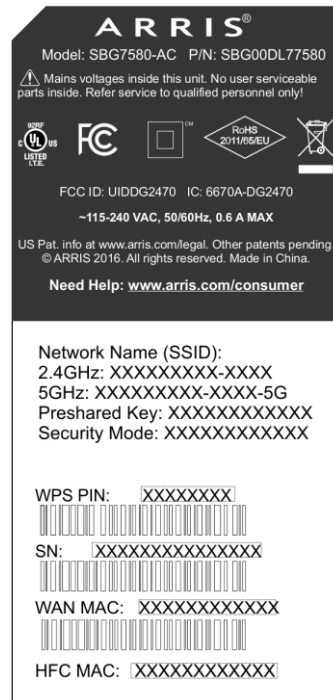 ARRIS®
Model: SBG7580-AC P/N: SBG00DL77580
Mains voltages inside this unit. No user serviceable
parts inside. Refer service to qualified personnel only!
92RF
C UL US
LISTED
I.T.E.
FC
CM
RoHS
2011/65/EU
FCC ID: UIDDG2470 IC: 6670A-DG2470
~115-240 VAC, 50/60Hz, 0.6 A MAX
US Pat. info at www.arris.com/legal. Other patents pending.
© ARRIS 2016. All rights reserved. Made in China.
Need Help: www.arris.com/consumer
Network Name (SSID):
2.4GHz: XXXXXXXXX-XXXX
5GHz: XXXXXXXXX-XXXX-5G
Preshared Key: XXXXXXXXXXXX
Security Mode: XXXXXXXXXXXX
WPS PIN: XXXXXXXX
SN: XXXXXXXXXXXXXXX
WAN MAC: XXXXXXXXXXXX
HFC MAC: XXXXXXXXXXXX